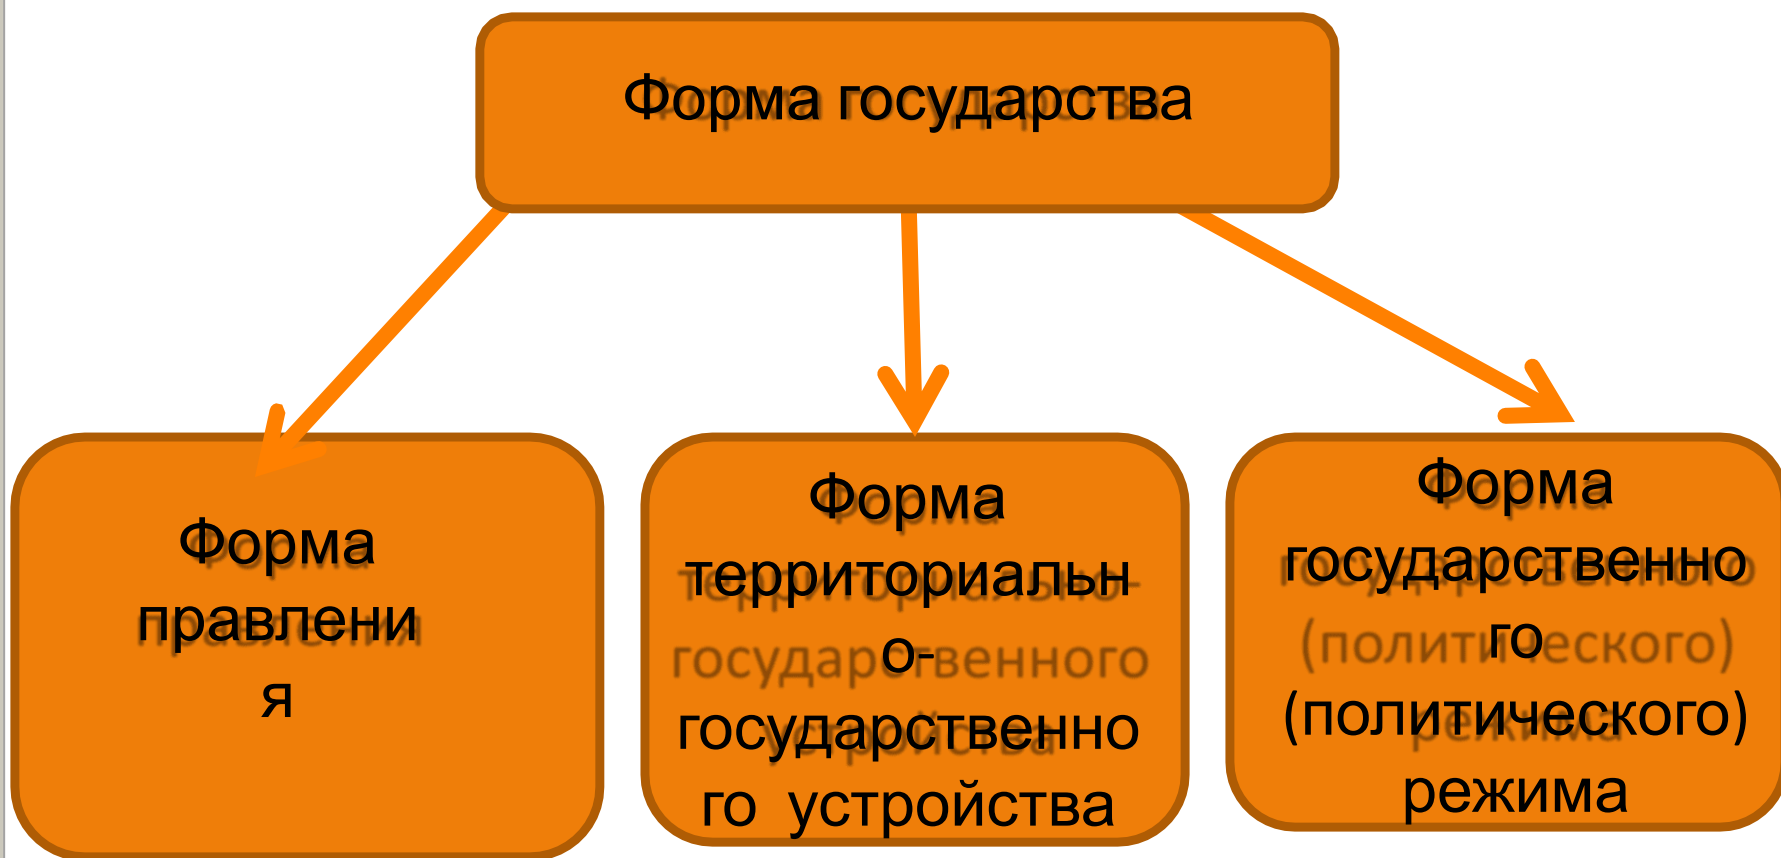 Форма государства
Форма
правлени
я
Форма
территориальн
о-
государственно
го устройства
Форма
государственно
го
(политического)
режима